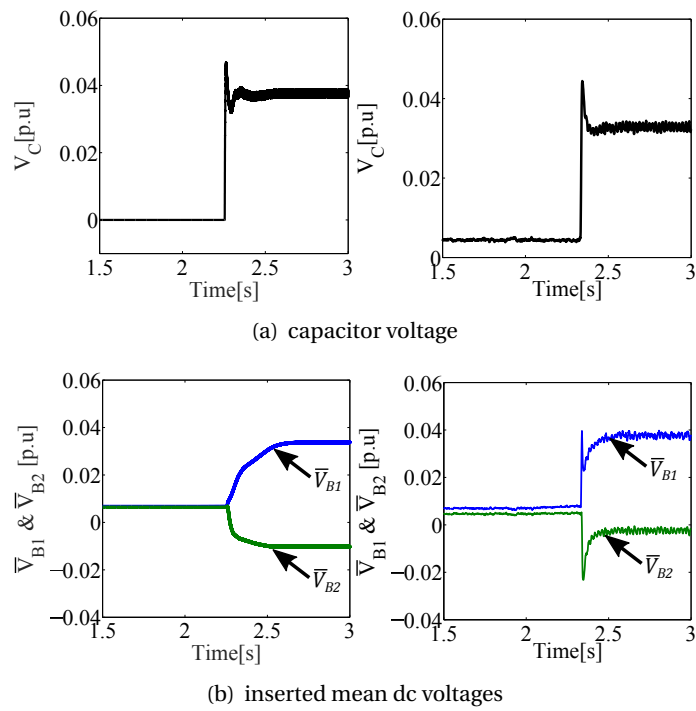 0.06
0.04
0.02
0
V_C[p.u]
1.5 2 2.5 3
Time[s]
0.06
0.04
0.02
0
V_C[p.u]
1.5 2 2.5 3
Time[s]
(a) capacitor voltage
0.06
0.04
0.02
0
−0.02
−0.04
V̅_B1 & V̅_B2 [p.u]
V̅_B1
V̅_B2
1.5 2 2.5 3
Time[s]
0.06
0.04
0.02
0
−0.02
−0.04
V̅_B1 & V̅_B2 [p.u]
V̅_B1
V̅_B2
1.5 2 2.5 3
Time[s]
(b) inserted mean dc voltages